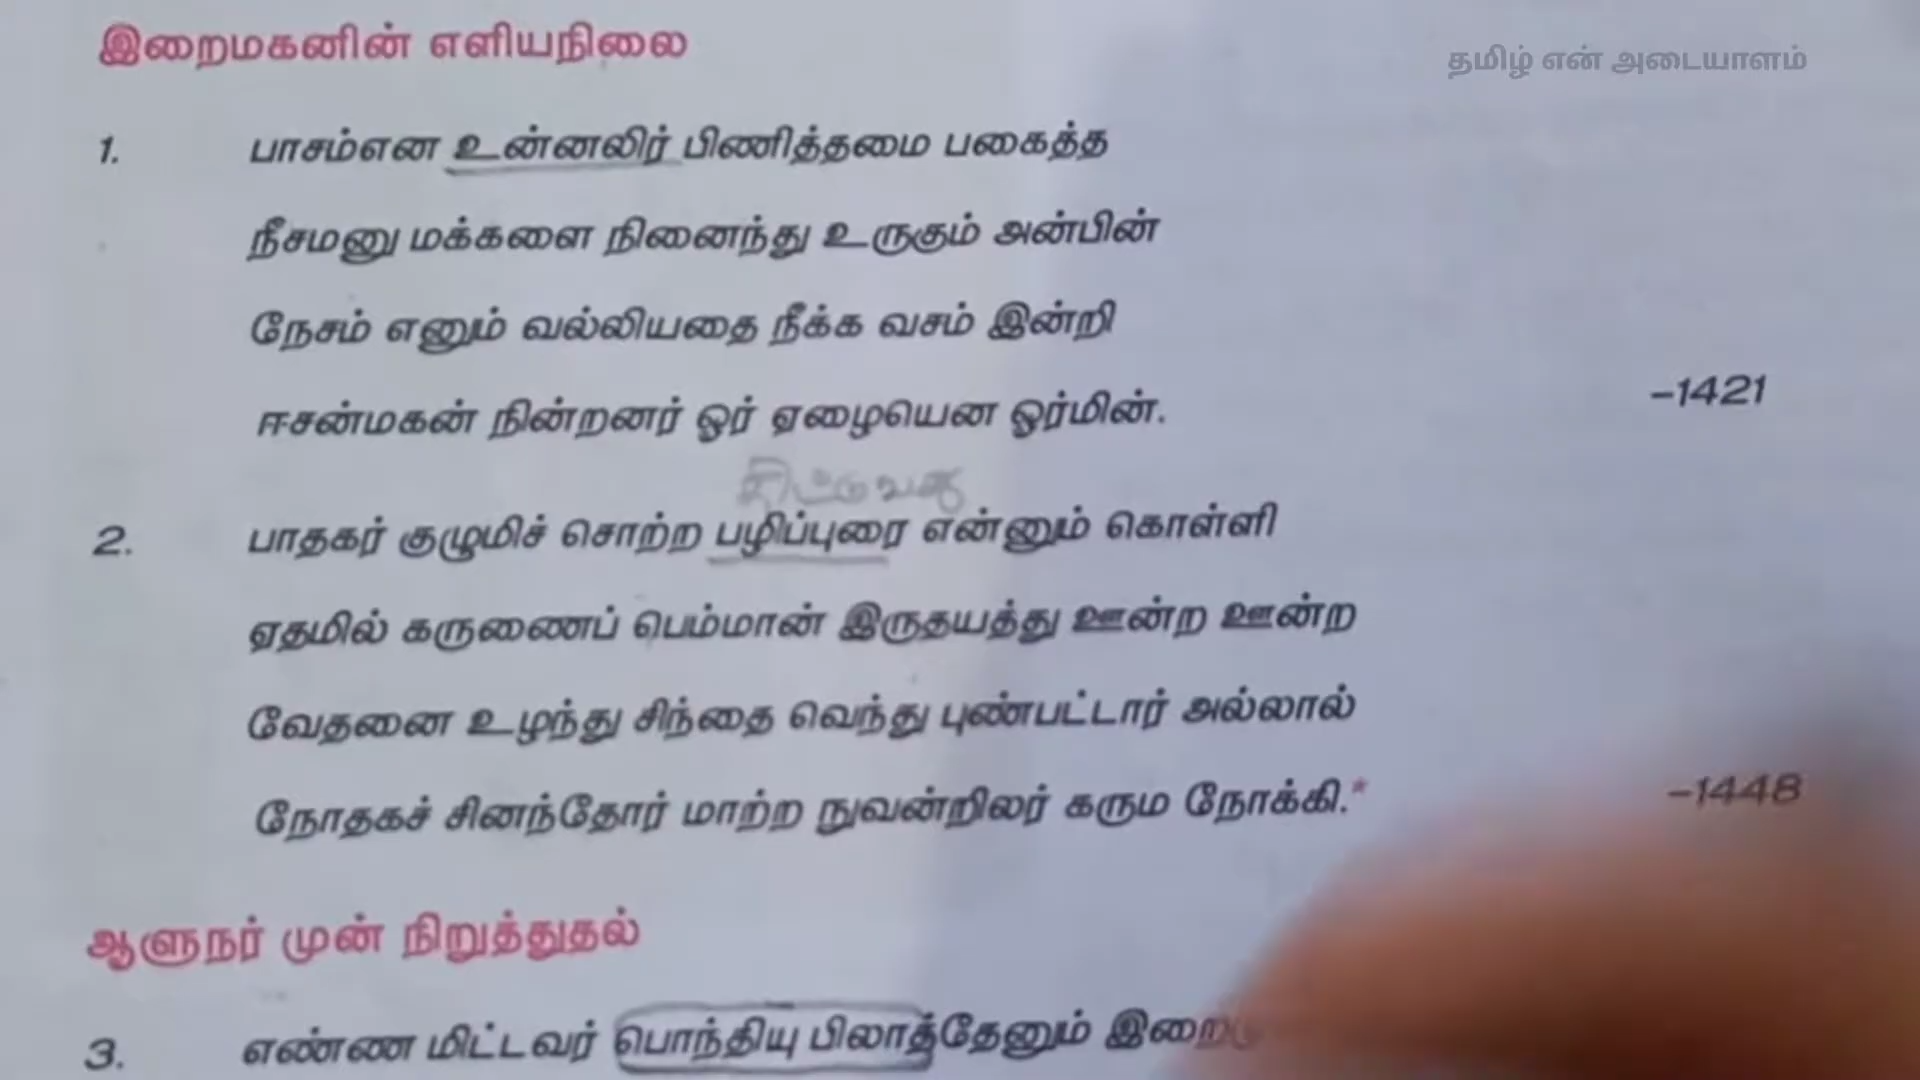 இறைமகனின் எளியநிலை
தமிழ் என் அடையாளம்
1. பாசம்என உன்னலிர் பிணித்தமை பகைத்த
நீசமனு மக்களை நினைந்து உருகும் அன்பின்
நேசம் எனும் வல்லியதை நீக்க வசம் இன்றி
ஈசன்மகன் நின்றனர் ஓர் ஏழையென ஓர்மின். -1421
2. பாதகர் குழுமிச் சொற்ற பழிப்புரை என்னும் கொள்ளி
ஏதமில் கருணைப் பெம்மான் இருதயத்து ஊன்ற ஊன்ற
வேதனை உழந்து சிந்தை வெந்து புண்பட்டார் அல்லால்
நோதகச் சினந்தோர் மாற்ற நுவன்றிலர் கரும நோக்கி.* -1448
ஆளுநர் முன் நிறுத்துதல்
3. எண்ண மிட்டவர் பொந்தியு பிலாத்தேனும்